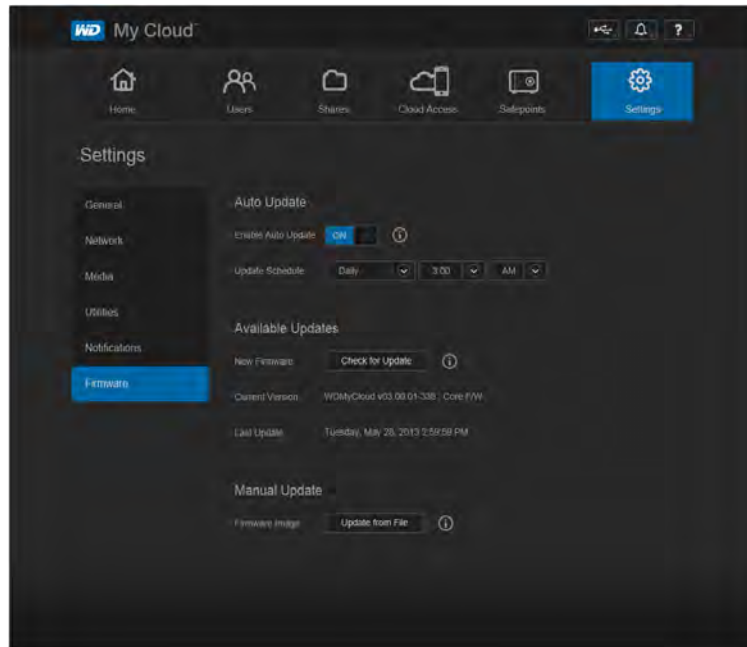 WD My Cloud™
?
Home Users Shares Cloud Access Safepoints Settings
Settings
General
Network
Media
Utilities
Notifications
Firmware
Auto Update
Enable Auto Update ON
Update Schedule Daily 3:00 AM
Available Updates
New Firmware Check for Update
Current Version WDMyCloud v03.00.01-338 : Core F/W
Last Update Tuesday, May 28, 2013 2:59:59 PM
Manual Update
Firmware Image Update from File